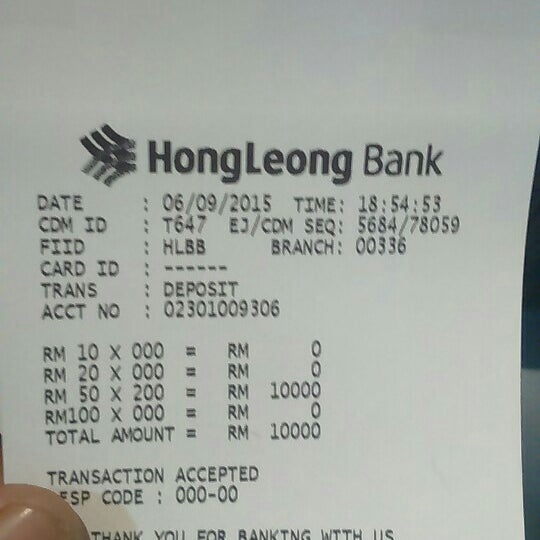 HongLeong Bank
DATE : 06/09/2015 TIME: 18:54:53
CDM ID : T647 EJ/CDM SEQ: 5684/78059
FIID : HLBB BRANCH: 00336
CARD ID : ------
TRANS : DEPOSIT
ACCT NO : 02301009306
RM 10 X 000 = RM 0
RM 20 X 000 = RM 0
RM 50 X 200 = RM 10000
RM100 X 000 = RM 0
TOTAL AMOUNT = RM 10000
TRANSACTION ACCEPTED
ESP CODE : 000-00
THANK YOU FOR BANKING WITH US